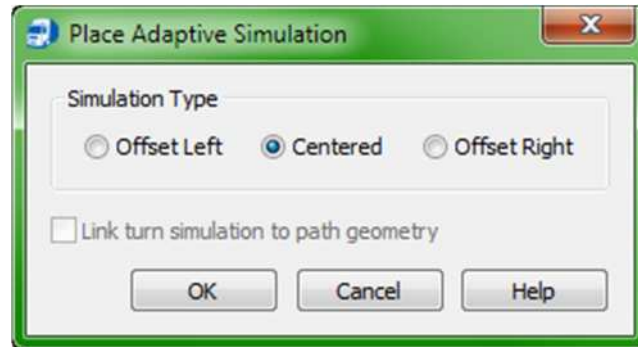 Place Adaptive Simulation
Simulation Type
Offset Left Centered Offset Right
Link turn simulation to path geometry
OK Cancel Help